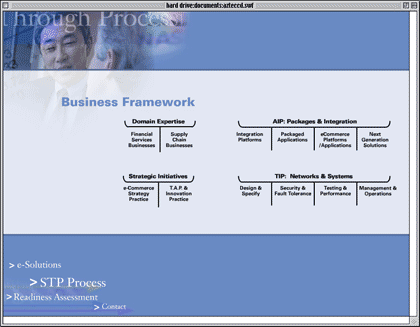 hard drive:documents:azteccd.swf
Through Process
Business Framework
Domain Expertise
Financial
Services
Businesses
Supply
Chain
Businesses
AIP: Packages & Integration
Integration
Platforms
Packaged
Applications
eCommerce
Platforms
/Applications
Next
Generation
Solutions
Strategic Initiatives
e-Commerce
Strategy
Practice
T.A.P. &
Innovation
Practice
TIP: Networks & Systems
Design &
Specify
Security &
Fault Tolerance
Testing &
Performance
Management &
Operations
> e-Solutions
> STP Process
> Readiness Assessment
> Contact